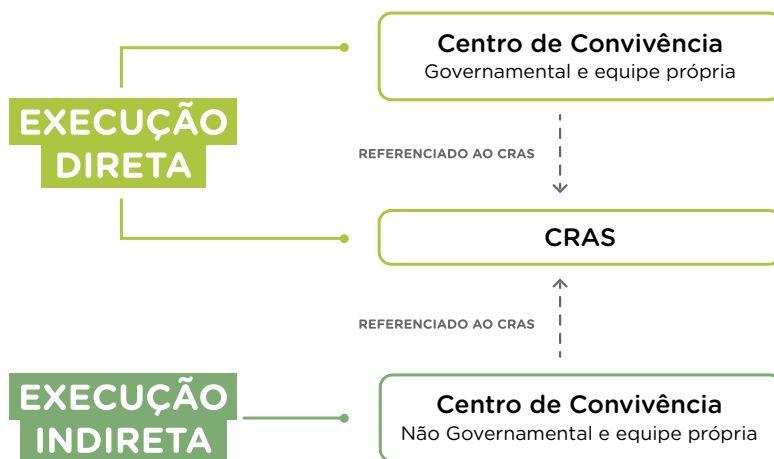 Centro de Convivência
Governamental e equipe própria
EXECUÇÃO
DIRETA
REFERENCIADO AO CRAS
CRAS
REFERENCIADO AO CRAS
EXECUÇÃO
INDIRETA
Centro de Convivência
Não Governamental e equipe própria